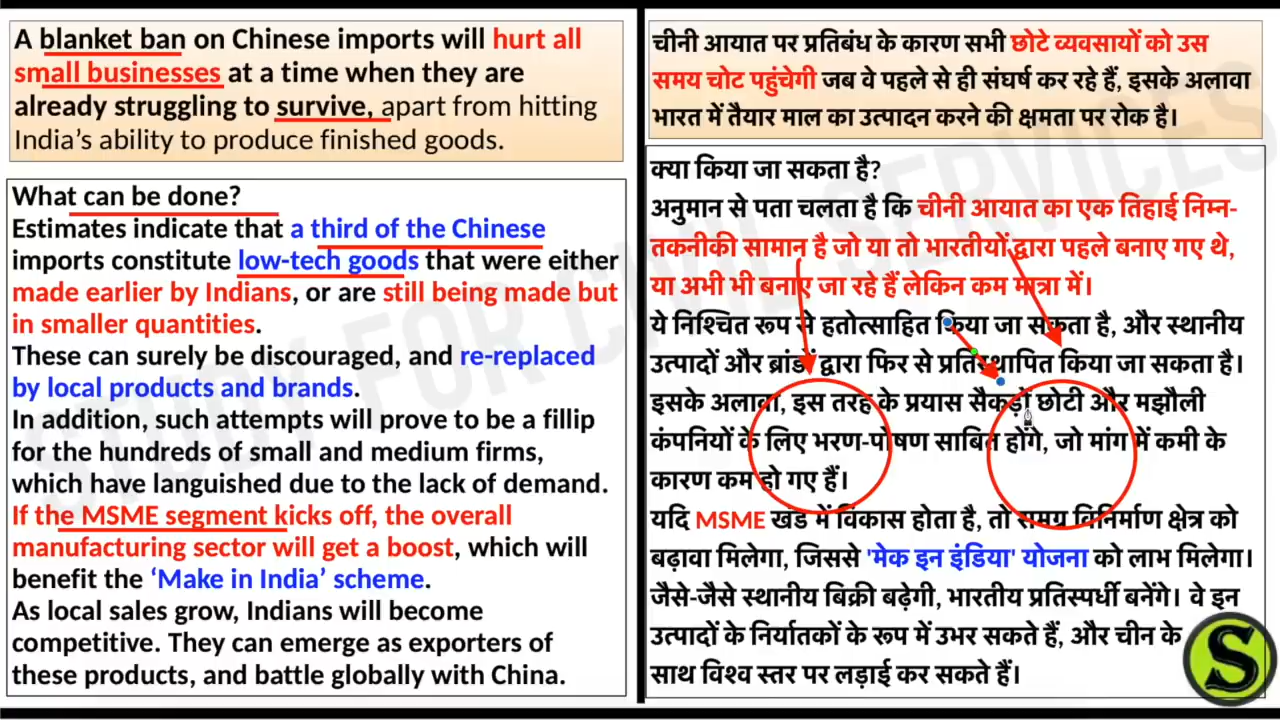 A blanket ban on Chinese imports will hurt all
small businesses at a time when they are
already struggling to survive, apart from hitting
India’s ability to produce finished goods.
What can be done?
Estimates indicate that a third of the Chinese
imports constitute low-tech goods that were either
made earlier by Indians, or are still being made but
in smaller quantities.
These can surely be discouraged, and re-replaced
by local products and brands.
In addition, such attempts will prove to be a fillip
for the hundreds of small and medium firms,
which have languished due to the lack of demand.
If the MSME segment kicks off, the overall
manufacturing sector will get a boost, which will
benefit the ‘Make in India’ scheme.
As local sales grow, Indians will become
competitive. They can emerge as exporters of
these products, and battle globally with China.
चीनी आयात पर प्रतिबंध के कारण सभी छोटे व्यवसायों को उस
समय चोट पहुंचेगी जब वे पहले से ही संघर्ष कर रहे हैं, इसके अलावा
भारत में तैयार माल का उत्पादन करने की क्षमता पर रोक है।
क्या किया जा सकता है?
अनुमान से पता चलता है कि चीनी आयात का एक तिहाई निम्न-
तकनीकी सामान है जो या तो भारतीयों द्वारा पहले बनाए गए थे,
या अभी भी बनाए जा रहे हैं लेकिन कम मात्रा में।
ये निश्चित रूप से हतोत्साहित किया जा सकता है, और स्थानीय
उत्पादों और ब्रांडों द्वारा फिर से प्रतिस्थापित किया जा सकता है।
इसके अलावा, इस तरह के प्रयास सैकड़ों छोटी और मझौली
कंपनियों के लिए भरण-पोषण साबित होंगे, जो मांग में कमी के
कारण कम हो गए हैं।
यदि MSME खंड में विकास होता है, तो समग्र विनिर्माण क्षेत्र को
बढ़ावा मिलेगा, जिससे 'मेक इन इंडिया' योजना को लाभ मिलेगा।
जैसे-जैसे स्थानीय बिक्री बढ़ेगी, भारतीय प्रतिस्पर्धी बनेंगे। वे इन
उत्पादों के निर्यातकों के रूप में उभर सकते हैं, और चीन के
साथ विश्व स्तर पर लड़ाई कर सकते हैं।
STUDY FOR CIVIL SERVICES
S